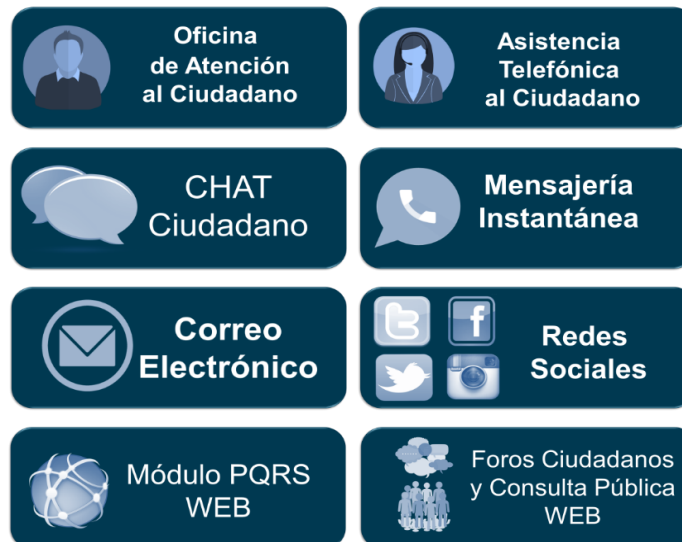 Oficina
de Atención
al Ciudadano
Asistencia
Telefónica
al Ciudadano
CHAT
Ciudadano
Mensajería
Instantánea
Correo
Electrónico
Redes
Sociales
Módulo PQRS
WEB
Foros Ciudadanos
y Consulta Pública
WEB